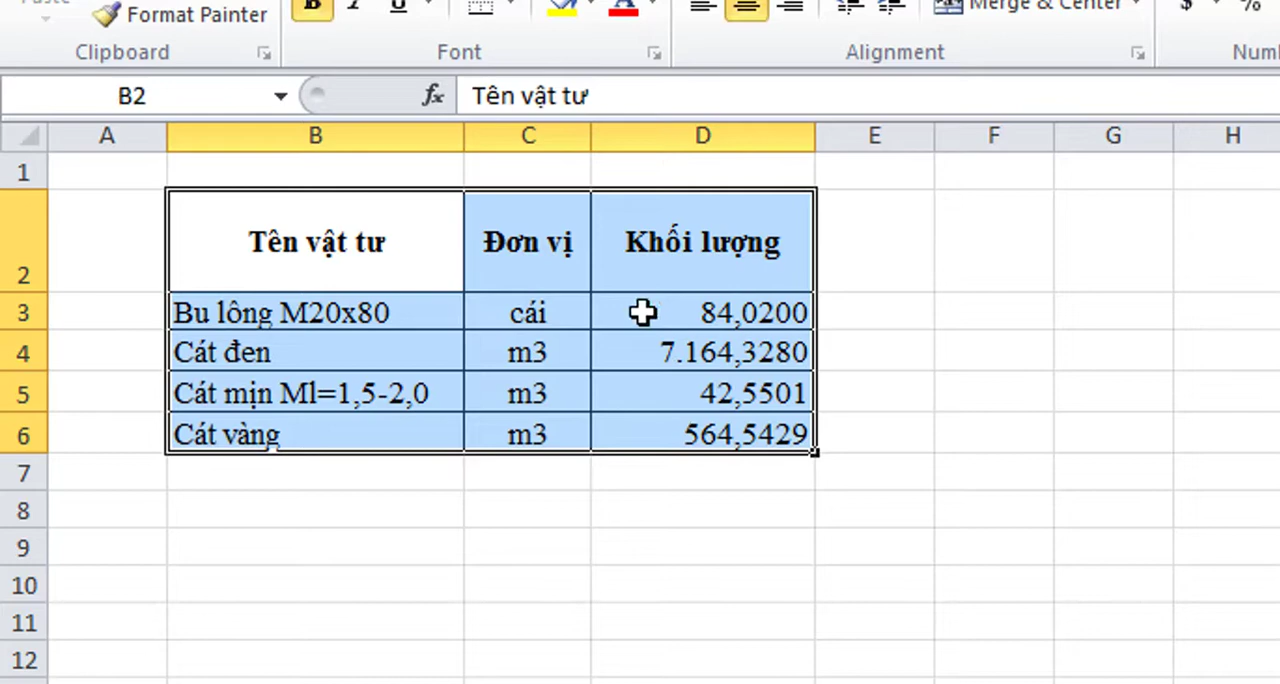 Format Painter
B I U
Merge & Center $ %
Clipboard Font Alignment
B2 fx Tên vật tư
A B C D E F G H
1
2 Tên vật tư Đơn vị Khối lượng
3 Bu lông M20x80 cái 84,0200
4 Cát đen m3 7.164,3280
5 Cát mịn Ml=1,5-2,0 m3 42,5501
6 Cát vàng m3 564,5429
7
8
9
10
11
12